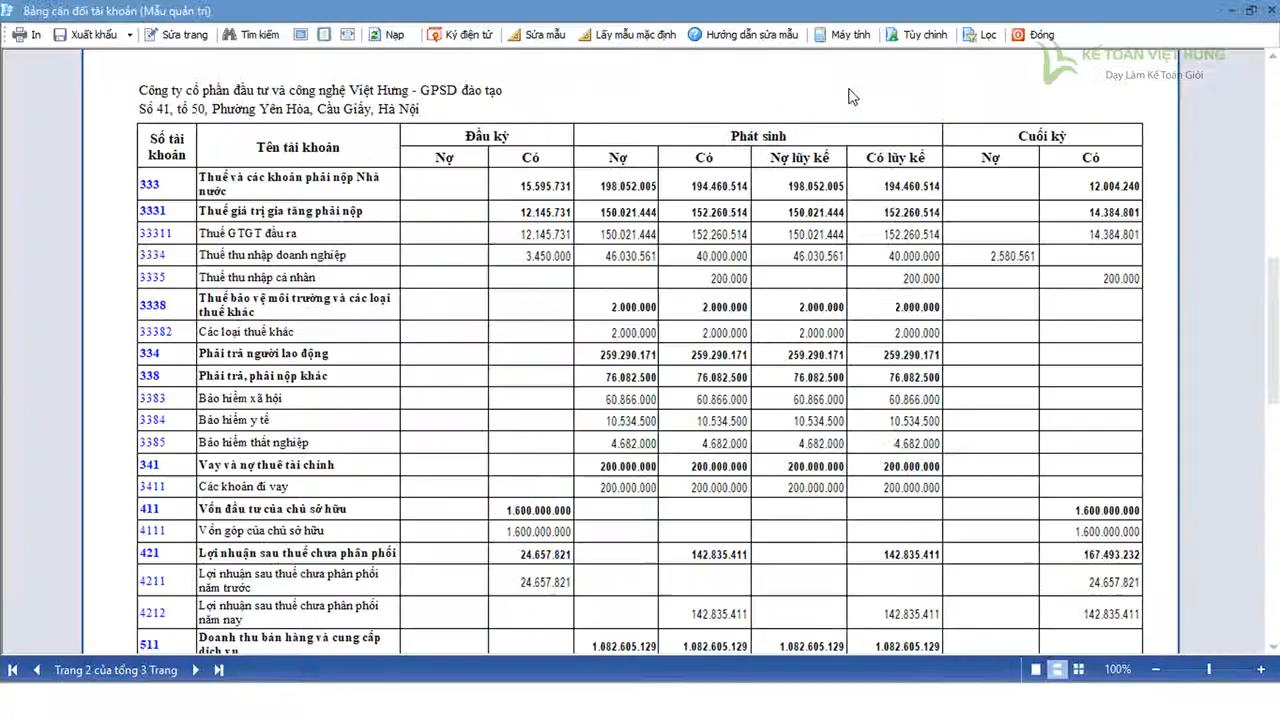 Bảng cân đối tài khoản (Mẫu quản trị)
In Xuất khẩu Sửa trang Tìm kiếm Nạp Ký điện tử Sửa mẫu Lấy mẫu mặc định Hướng dẫn sửa mẫu Máy tính Tùy chỉnh Lọc Đóng
KẾ TOÁN VIỆT HƯNG
Dạy Làm Kế Toán Giỏi
Công ty cổ phần đầu tư và công nghệ Việt Hưng - GPSD đào tạo
Số 41, tổ 50, Phường Yên Hòa, Cầu Giấy, Hà Nội
Số tài khoản Tên tài khoản Đầu kỳ Phát sinh Cuối kỳ
Nợ Có Nợ Có Nợ lũy kế Có lũy kế Nợ Có
333 Thuế và các khoản phải nộp Nhà nước 15.595.731 198.052.005 194.460.514 198.052.005 194.460.514 12.004.240
3331 Thuế giá trị gia tăng phải nộp 12.145.731 150.021.444 152.260.514 150.021.444 152.260.514 14.384.801
33311 Thuế GTGT đầu ra 12.145.731 150.021.444 152.260.514 150.021.444 152.260.514 14.384.801
3334 Thuế thu nhập doanh nghiệp 3.450.000 46.030.561 40.000.000 46.030.561 40.000.000 2.580.561
3335 Thuế thu nhập cá nhân 200.000 200.000 200.000
3338 Thuế bảo vệ môi trường và các loại thuế khác 2.000.000 2.000.000 2.000.000 2.000.000
33382 Các loại thuế khác 2.000.000 2.000.000 2.000.000 2.000.000
334 Phải trả người lao động 259.290.171 259.290.171 259.290.171 259.290.171
338 Phải trả, phải nộp khác 76.082.500 76.082.500 76.082.500 76.082.500
3383 Bảo hiểm xã hội 60.866.000 60.866.000 60.866.000 60.866.000
3384 Bảo hiểm y tế 10.534.500 10.534.500 10.534.500 10.534.500
3385 Bảo hiểm thất nghiệp 4.682.000 4.682.000 4.682.000 4.682.000
341 Vay và nợ thuê tài chính 200.000.000 200.000.000 200.000.000 200.000.000
3411 Các khoản đi vay 200.000.000 200.000.000 200.000.000 200.000.000
411 Vốn đầu tư của chủ sở hữu 1.600.000.000 1.600.000.000
4111 Vốn góp của chủ sở hữu 1.600.000.000 1.600.000.000
421 Lợi nhuận sau thuế chưa phân phối 24.657.821 142.835.411 142.835.411 167.493.232
4211 Lợi nhuận sau thuế chưa phân phối năm trước 24.657.821 24.657.821
4212 Lợi nhuận sau thuế chưa phân phối năm nay 142.835.411 142.835.411 142.835.411
511 Doanh thu bán hàng và cung cấp dịch vụ 1.082.605.129 1.082.605.129 1.082.605.129 1.082.605.129
Trang 2 của tổng 3 Trang 100%